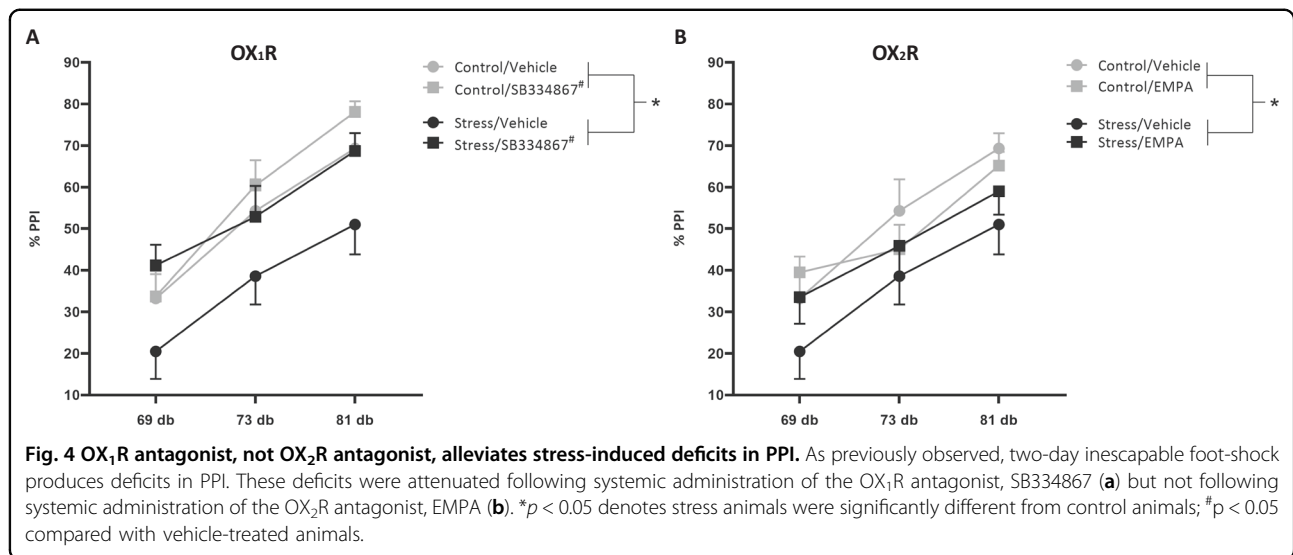 A
OX₁R
% PPI
90
80
70
60
50
40
30
20
10
69 db
73 db
81 db
Control/Vehicle
Control/SB334867#
Stress/Vehicle
Stress/SB334867#
*
B
OX₂R
% PPI
90
80
70
60
50
40
30
20
10
69 db
73 db
81 db
Control/Vehicle
Control/EMPA
Stress/Vehicle
Stress/EMPA
*
Fig. 4 OX₁R antagonist, not OX₂R antagonist, alleviates stress-induced deficits in PPI. As previously observed, two-day inescapable foot-shock
produces deficits in PPI. These deficits were attenuated following systemic administration of the OX₁R antagonist, SB334867 (a) but not following
systemic administration of the OX₂R antagonist, EMPA (b). *p < 0.05 denotes stress animals were significantly different from control animals; #p < 0.05
compared with vehicle-treated animals.